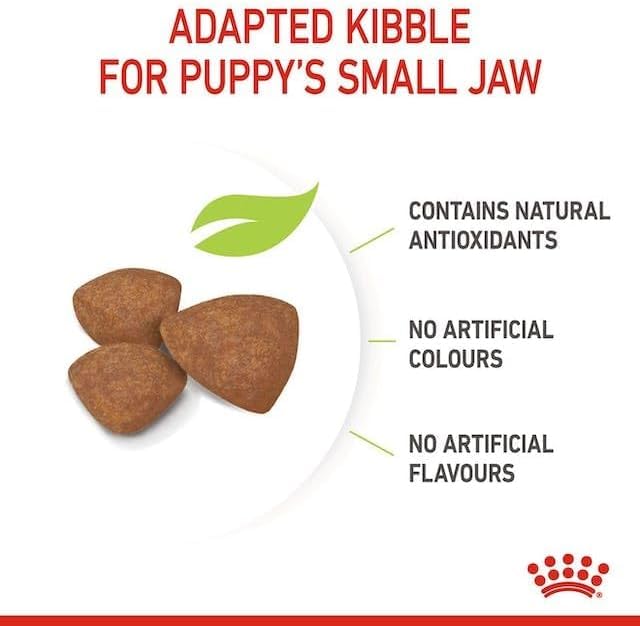 ADAPTED KIBBLE
FOR PUPPY'S SMALL JAW
CONTAINS NATURAL
ANTIOXIDANTS
NO ARTIFICIAL
COLOURS
NO ARTIFICIAL
FLAVOURS
®